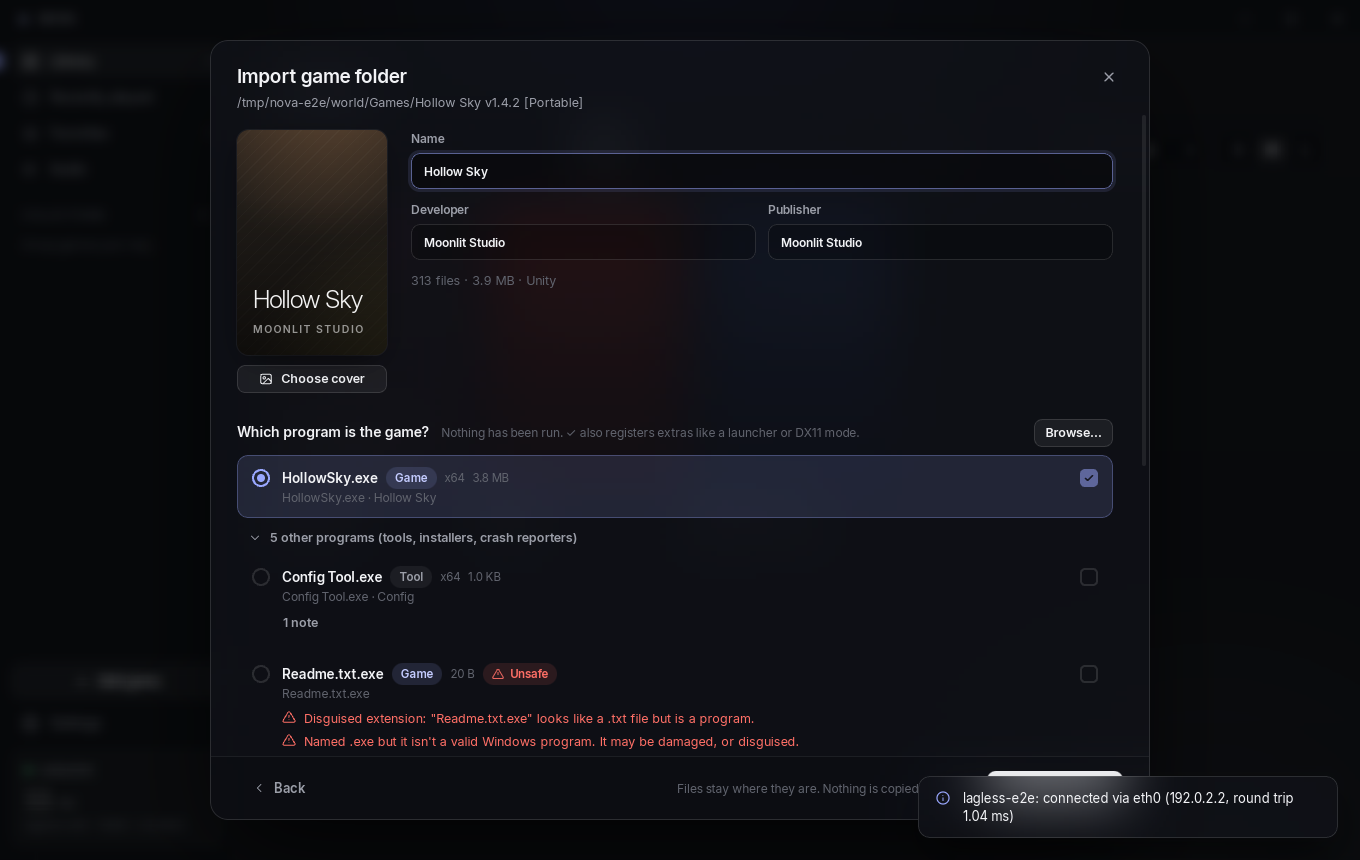 Import game folder
/tmp/nova-e2e/world/Games/Hollow Sky v1.4.2 [Portable]
Hollow Sky
MOONLIT STUDIO
Choose cover
Name
Hollow Sky
Developer
Publisher
Moonlit Studio
Moonlit Studio
313 files · 3.9 MB · Unity
Which program is the game? Nothing has been run. ✓ also registers extras like a launcher or DX11 mode.
Browse...
HollowSky.exe Game x64 3.8 MB
HollowSky.exe · Hollow Sky
5 other programs (tools, installers, crash reporters)
Config Tool.exe Tool x64 1.0 KB
Config Tool.exe · Config
1 note
Readme.txt.exe Game 20 B Unsafe
Readme.txt.exe
Disguised extension: "Readme.txt.exe" looks like a .txt file but is a program.
Named .exe but it isn't a valid Windows program. It may be damaged, or disguised.
Back
Files stay where they are. Nothing is copied
lagless-e2e: connected via eth0 (192.0.2.2, round trip
1.04 ms)